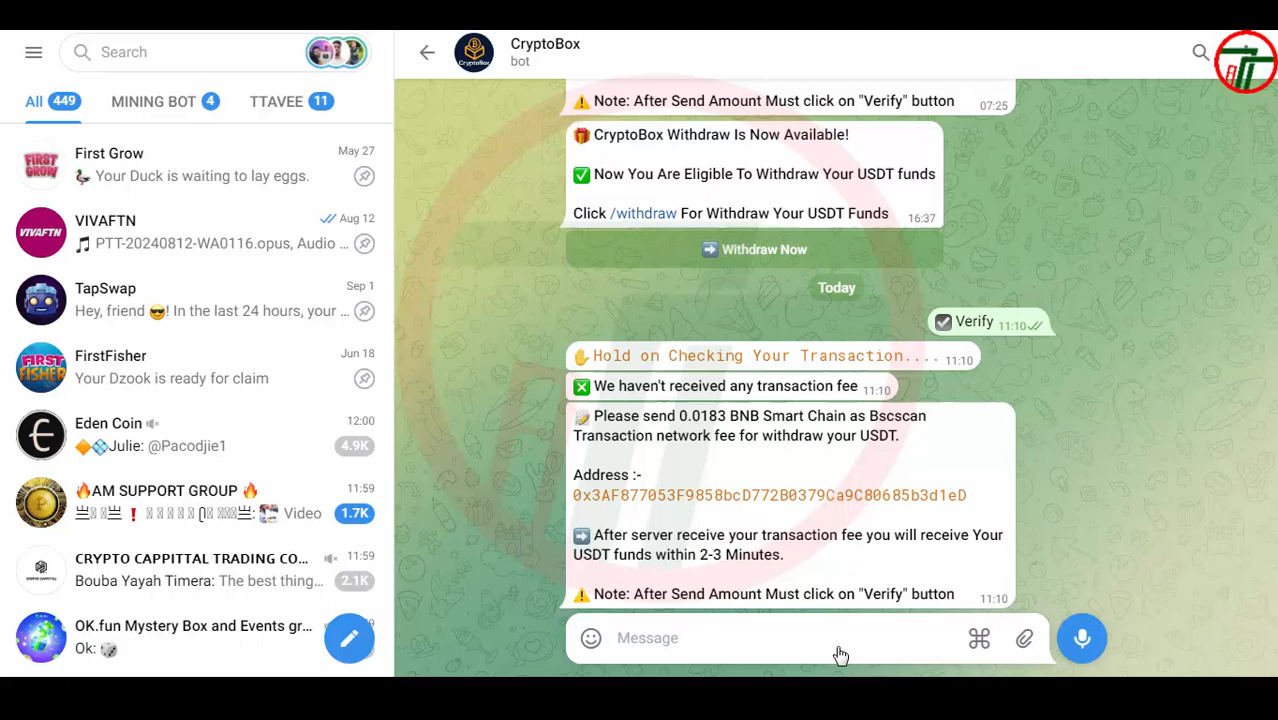 Search
All 449
MINING BOT 4
TTAVEE 11
First Grow
May 27
🦆 Your Duck is waiting to lay eggs.
VIVAFTN
Aug 12
🎵 PTT-20240812-WA0116.opus, Audio ...
TapSwap
Sep 1
Hey, friend 😎! In the last 24 hours, your ...
FirstFisher
Jun 18
Your Dzook is ready for claim
Eden Coin
12:00
🔶💠Julie: @Pacodjie1
4.9K
🔥AM SUPPORT GROUP 🔥
11:59
Video
1.7K
CRYPTO CAPPITTAL TRADING CO...
11:59
Bouba Yayah Timera: The best thing...
2.1K
OK.fun Mystery Box and Events gr...
Ok: 🎲
CryptoBox
bot
⚠️ Note: After Send Amount Must click on "Verify" button
07:25
🎁 CryptoBox Withdraw Is Now Available!
✅ Now You Are Eligible To Withdraw Your USDT funds
Click /withdraw For Withdraw Your USDT Funds
16:37
➡️ Withdraw Now
Today
☑️ Verify 11:10
✋Hold on Checking Your Transaction.... 11:10
❎ We haven't received any transaction fee 11:10
📝 Please send 0.0183 BNB Smart Chain as Bscscan
Transaction network fee for withdraw your USDT.
Address :-
0x3AF877053F9858bcD772B0379Ca9C80685b3d1eD
➡️ After server receive your transaction fee you will receive Your
USDT funds within 2-3 Minutes.
⚠️ Note: After Send Amount Must click on "Verify" button
11:10
Message